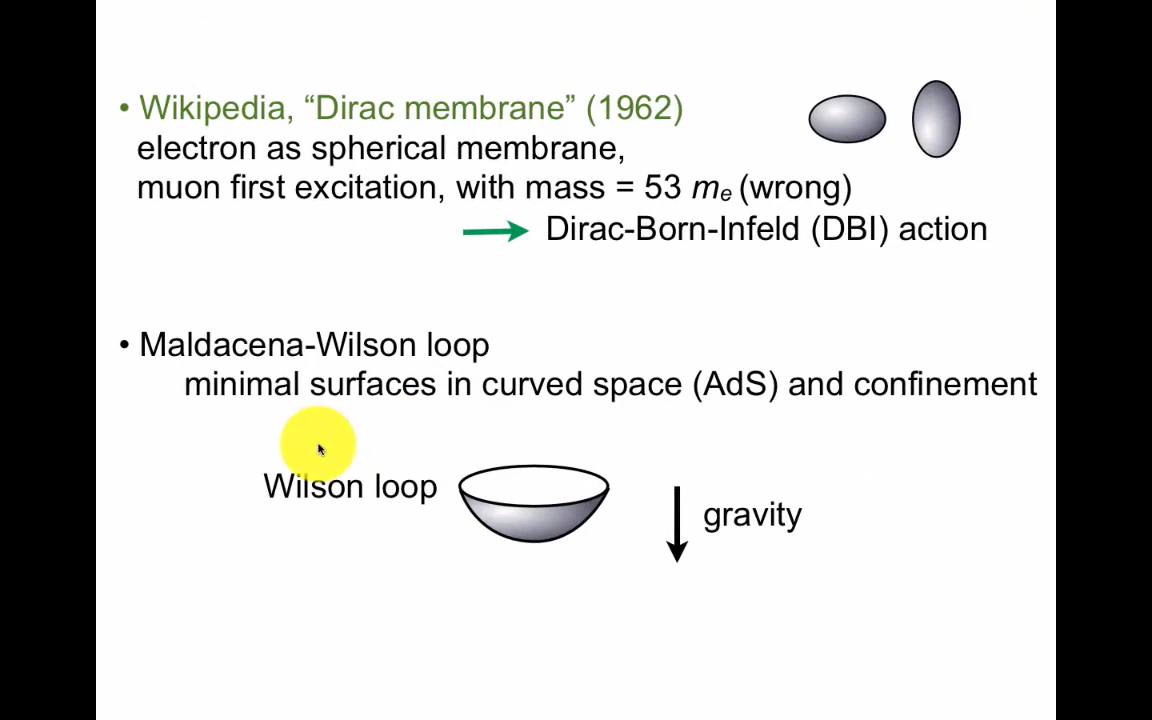 • Wikipedia, “Dirac membrane” (1962)
electron as spherical membrane,
muon first excitation, with mass = 53 mₑ (wrong)
Dirac-Born-Infeld (DBI) action
• Maldacena-Wilson loop
minimal surfaces in curved space (AdS) and confinement
Wilson loop
gravity